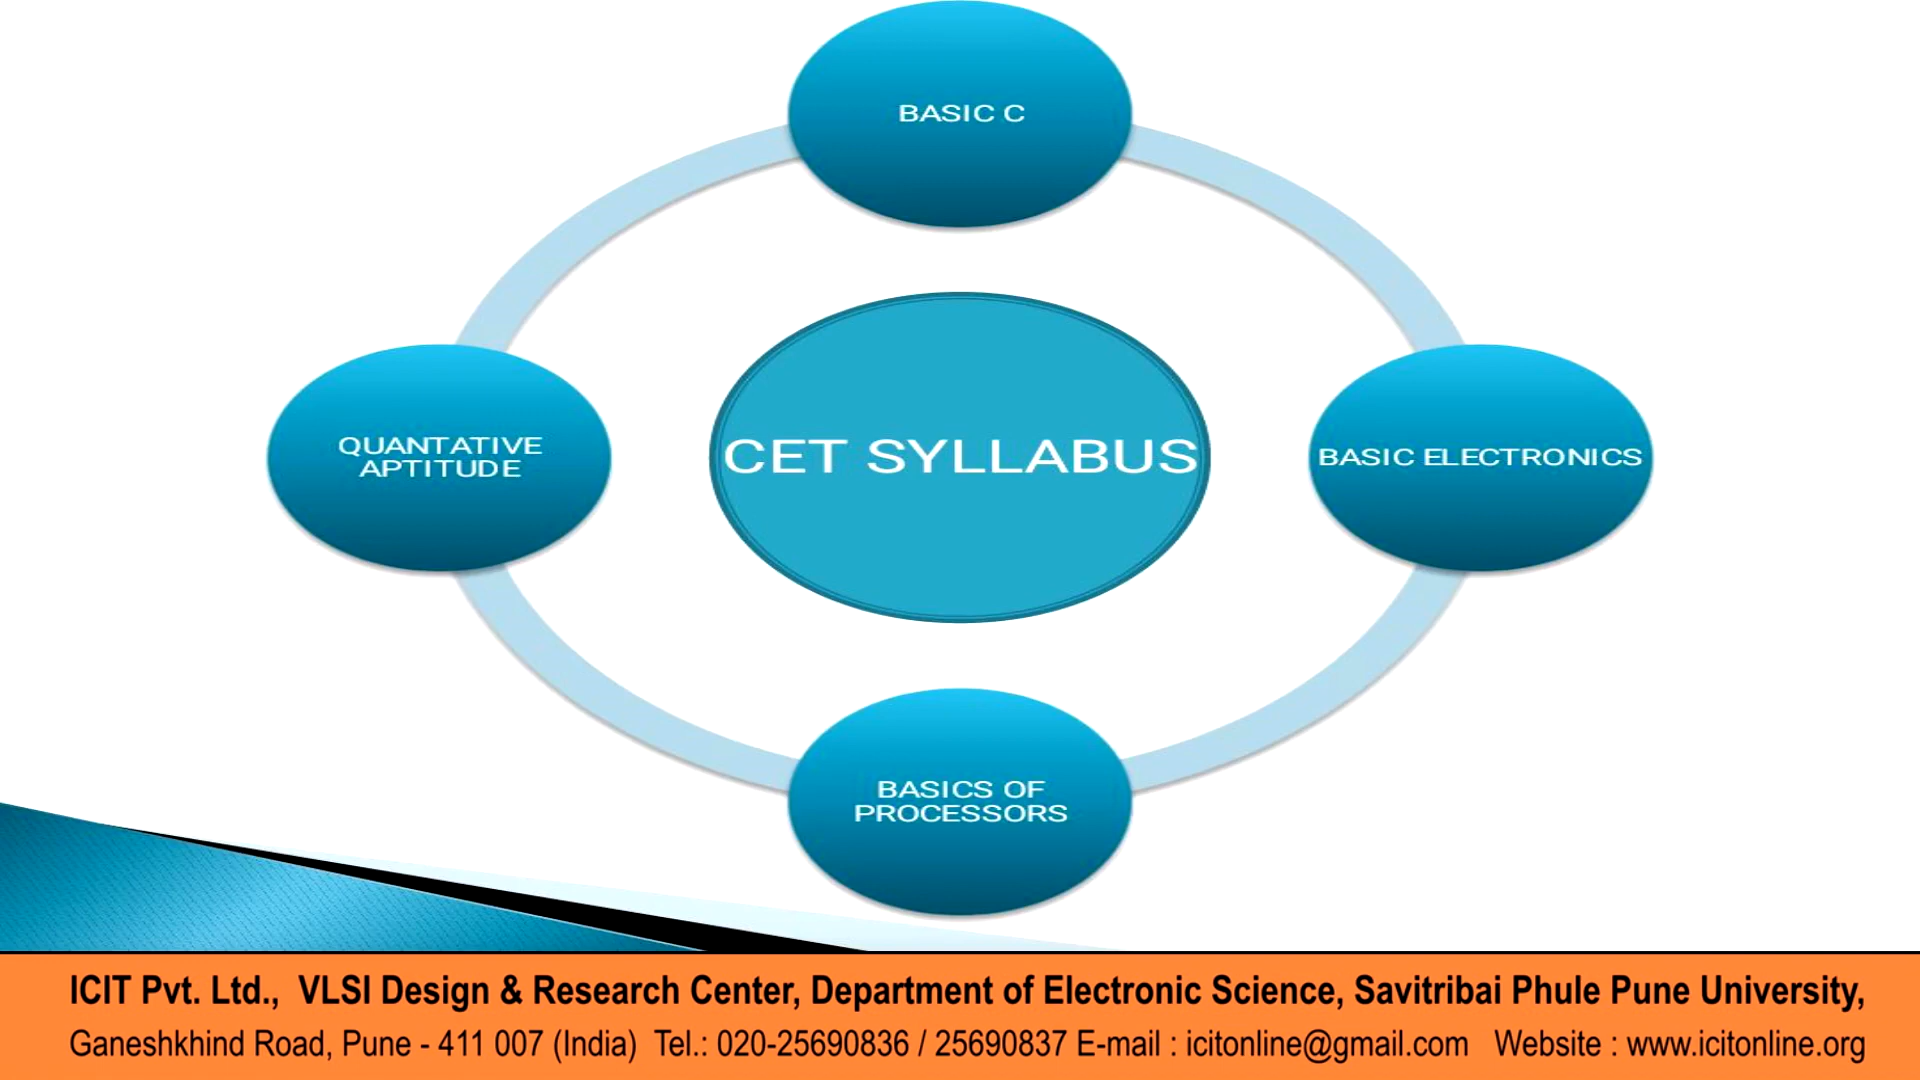 BASIC C
QUANTATIVE
APTITUDE
CET SYLLABUS
BASIC ELECTRONICS
BASICS OF
PROCESSORS
ICIT Pvt. Ltd., VLSI Design & Research Center, Department of Electronic Science, Savitribai Phule Pune University,
Ganeshkhind Road, Pune - 411 007 (India) Tel.: 020-25690836 / 25690837 E-mail : icitonline@gmail.com Website : www.icitonline.org